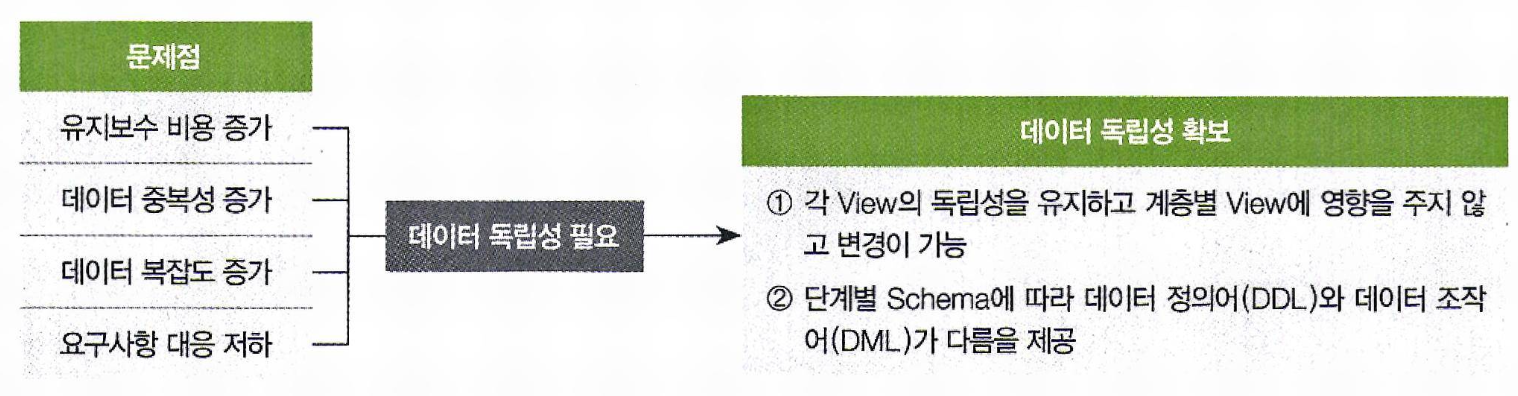 문제점
유지보수 비용 증가
데이터 중복성 증가
데이터 복잡도 증가
요구사항 대응 저하
데이터 독립성 필요
데이터 독립성 확보
① 각 View의 독립성을 유지하고 계층별 View에 영향을 주지 않
고 변경이 가능
② 단계별 Schema에 따라 데이터 정의어(DDL)와 데이터 조작
어(DML)가 다름을 제공